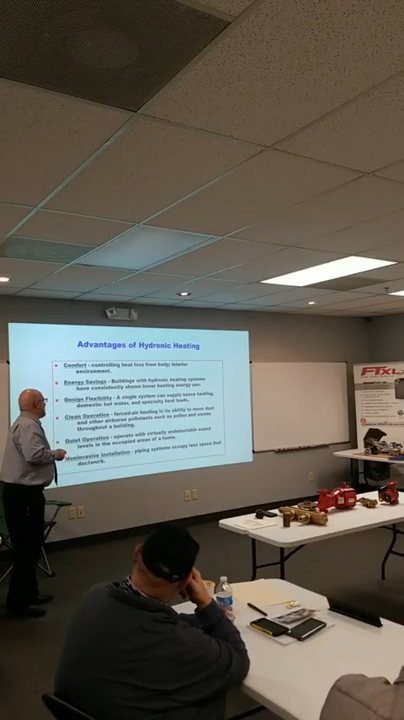 Advantages of Hydronic Heating
Comfort - controlling heat loss from body; interior
environment.
Energy Savings - Buildings with hydronic heating systems
have consistently shown lower heating energy use.
Design Flexibility - A single system can supply space heating,
domestic hot water, and specialty heat loads.
Clean Operation - forced-air heating is its ability to move dust
and other airborne pollutants such as pollen and smoke
throughout a building.
Quiet Operation - operate with virtually undetectable sound
levels in the occupied areas of a home.
Noninvasive Installation - piping systems occupy less space that
ductwork.
FTXL